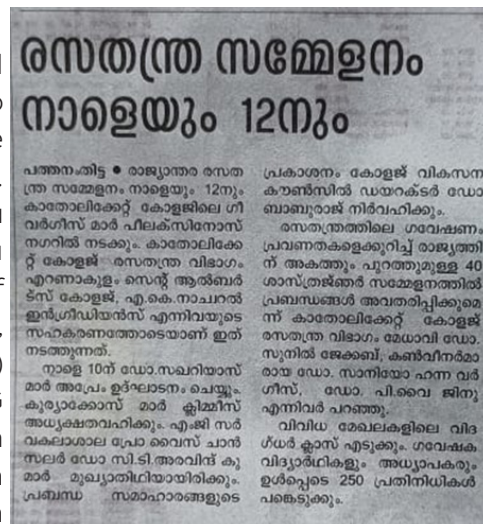 രസതന്ത്ര സമ്മേളനം
നാളെയും 12നും
പത്തനംതിട്ട ● രാജ്യാന്തര രസത
ന്ത്ര സമ്മേളനം നാളെയും 12നും
കാതോലിക്കേറ്റ് കോളജിലെ ഗീ
വർഗീസ് മാർ ഫീലക്സിനോസ്
നഗറിൽ നടക്കും. കാതോലിക്കേ
റ്റ് കോളജ് രസതന്ത്ര വിഭാഗം
എറണാകുളം സെന്റ് ആൽബർ
ട്സ് കോളജ്, എ.കെ.നാച്വറൽ
ഇൻഗ്രീഡിയൻസ് എന്നിവയുടെ
സഹകരണത്തോടെയാണ് ഇത്
നടത്തുന്നത്.
നാളെ 10ന് ഡോ.സഖറിയാസ്
മാർ അപ്രേം ഉദ്ഘാടനം ചെയ്യും.
കുര്യാക്കോസ് മാർ ക്ലിമ്മീസ്
അധ്യക്ഷതവഹിക്കും. എംജി സർ
വകലാശാല പ്രോ വൈസ് ചാൻ
സലർ ഡോ സി.ടി.അരവിന്ദ് കു
മാർ മുഖ്യാതിഥിയായിരിക്കും.
പ്രബന്ധ സമാഹാരങ്ങളുടെ
പ്രകാശനം കോളജ് വികസന
കൗൺസിൽ ഡയറക്ടർ ഡോ
ബാബുരാജ് നിർവഹിക്കും.
രസതന്ത്രത്തിലെ ഗവേഷണം
പ്രവണതകളെക്കുറിച്ച് രാജ്യത്തി
ന് അകത്തും പുറത്തുമുള്ള 40
ശാസ്ത്രജ്ഞർ സമ്മേളനത്തിൽ
പ്രബന്ധങ്ങൾ അവതരിപ്പിക്കുമെ
ന്ന് കാതോലിക്കേറ്റ് കോളജ്
രസതന്ത്ര വിഭാഗം മേധാവി ഡോ.
സുനിൽ ജേക്കബ്, കൺവീനർമാ
രായ ഡോ. സാനിയോ ഹന്ന വർ
ഗീസ്, ഡോ. പി.വൈ ജിനു
എന്നിവർ പറഞ്ഞു.
വിവിധ മേഖലകളിലെ വിദ
ഗ്ധർ ക്ലാസ് എടുക്കും. ഗവേഷക
വിദ്യാർഥികളും അധ്യാപകരും
ഉൾപ്പെടെ 250 പ്രതിനിധികൾ
പങ്കെടുക്കും.